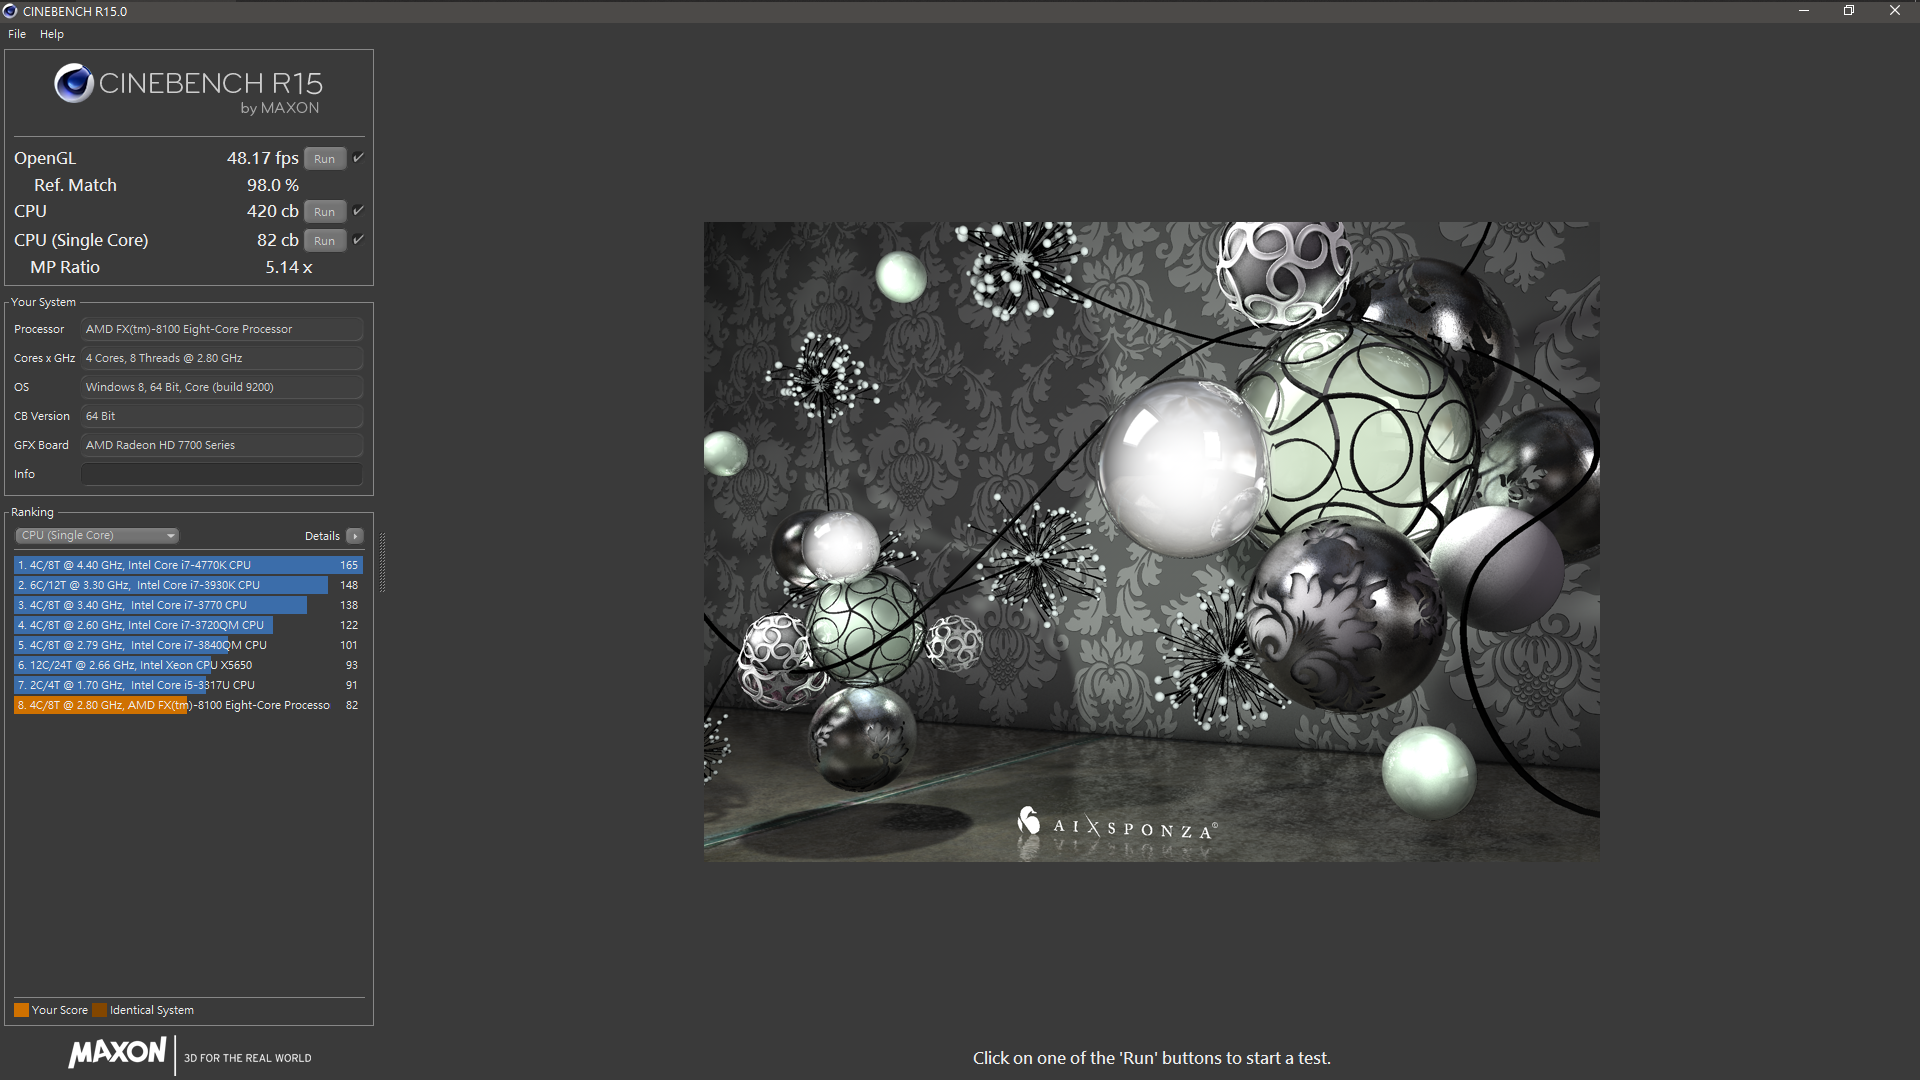 CINEBENCH R15.0
File Help
CINEBENCH R15
by MAXON
OpenGL 48.17 fps Run
Ref. Match 98.0 %
CPU 420 cb Run
CPU (Single Core) 82 cb Run
MP Ratio 5.14 x
Your System
Processor AMD FX(tm)-8100 Eight-Core Processor
Cores x GHz 4 Cores, 8 Threads @ 2.80 GHz
OS Windows 8, 64 Bit, Core (build 9200)
CB Version 64 Bit
GFX Board AMD Radeon HD 7700 Series
Info
Ranking
CPU (Single Core) Details
1. 4C/8T @ 4.40 GHz, Intel Core i7-4770K CPU 165
2. 6C/12T @ 3.30 GHz, Intel Core i7-3930K CPU 148
3. 4C/8T @ 3.40 GHz, Intel Core i7-3770 CPU 138
4. 4C/8T @ 2.60 GHz, Intel Core i7-3720QM CPU 122
5. 4C/8T @ 2.79 GHz, Intel Core i7-3840QM CPU 101
6. 12C/24T @ 2.66 GHz, Intel Xeon CPU X5650 93
7. 2C/4T @ 1.70 GHz, Intel Core i5-3317U CPU 91
8. 4C/8T @ 2.80 GHz, AMD FX(tm)-8100 Eight-Core Processo 82
Your Score Identical System
MAXON 3D FOR THE REAL WORLD
AIXSPONZA©
Click on one of the 'Run' buttons to start a test.